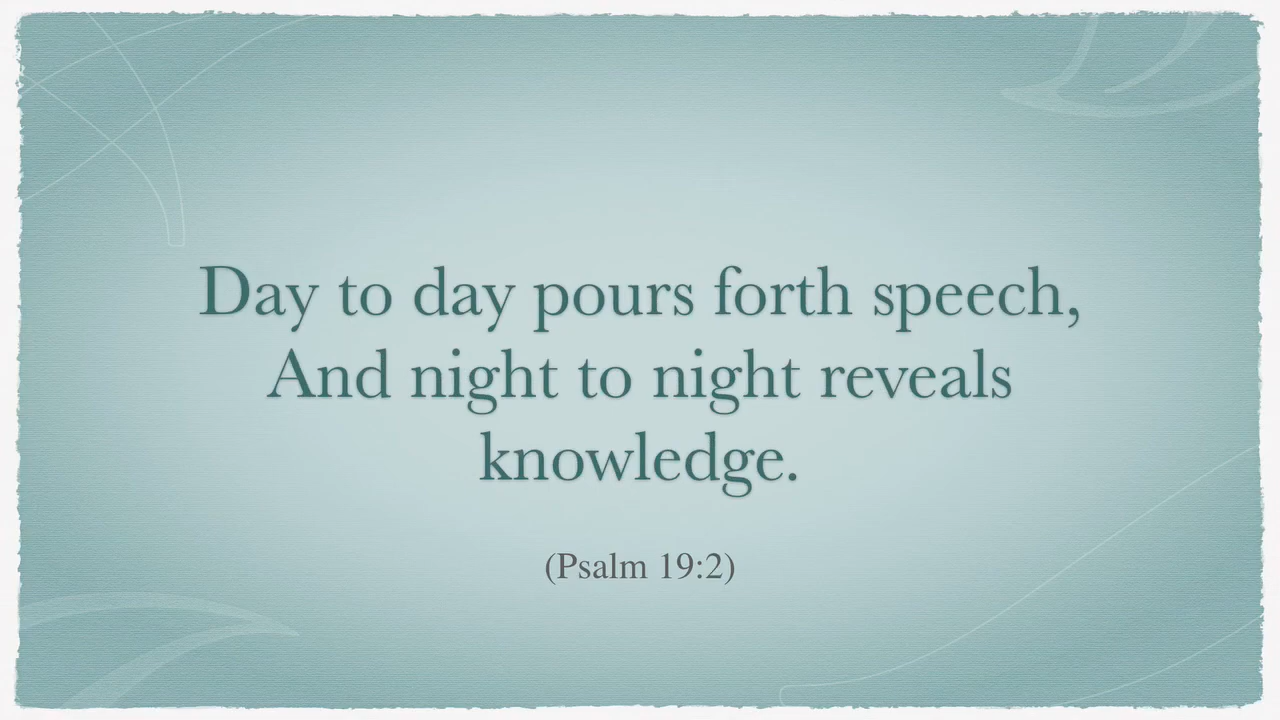 Day to day pours forth speech,
And night to night reveals
knowledge.
(Psalm 19:2)